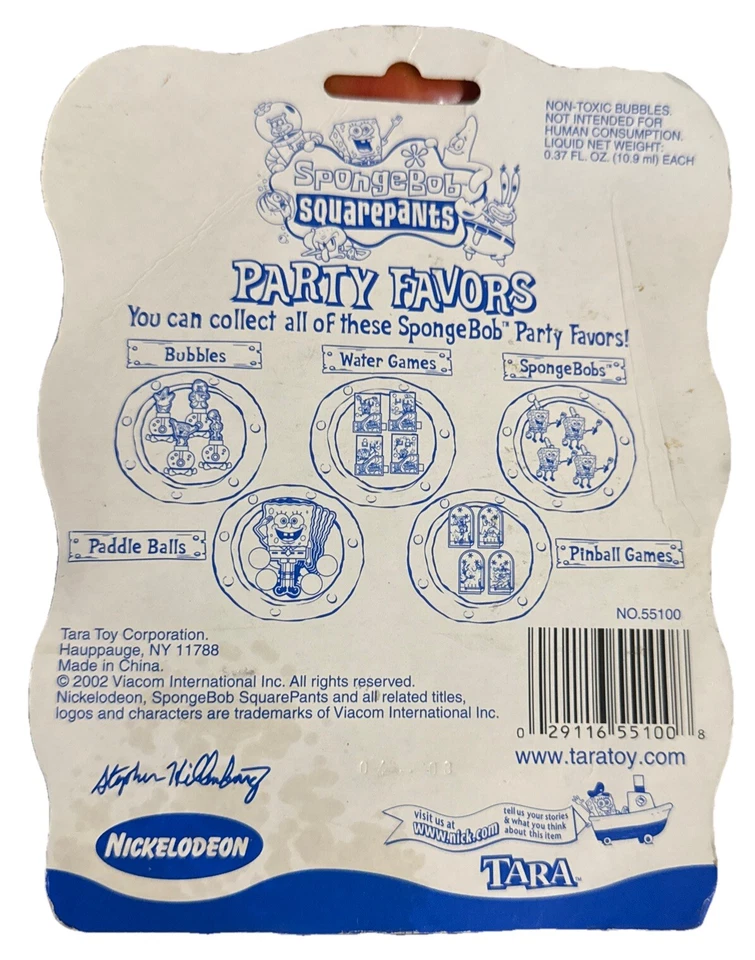 NON-TOXIC BUBBLES.
NOT INTENDED FOR
HUMAN CONSUMPTION.
LIQUID NET WEIGHT:
0.37 FL. OZ. (10.9 ml) EACH
SpongeBob
SQUAREPANTS
PARTY FAVORS
You can collect all of these SpongeBob™ Party Favors!
Bubbles
Water Games
SpongeBobs™
Paddle Balls
Pinball Games
NO.55100
Tara Toy Corporation.
Hauppauge, NY 11788
Made in China.
© 2002 Viacom International Inc. All rights reserved.
Nickelodeon, SpongeBob SquarePants and all related titles,
logos and characters are trademarks of Viacom International Inc.
0 29116 55100 8
www.taratoy.com
Stephen Hillenburg
NICKELODEON
visit us at
www.nick.com
tell us your stories
& what you think
about this item
TARA™